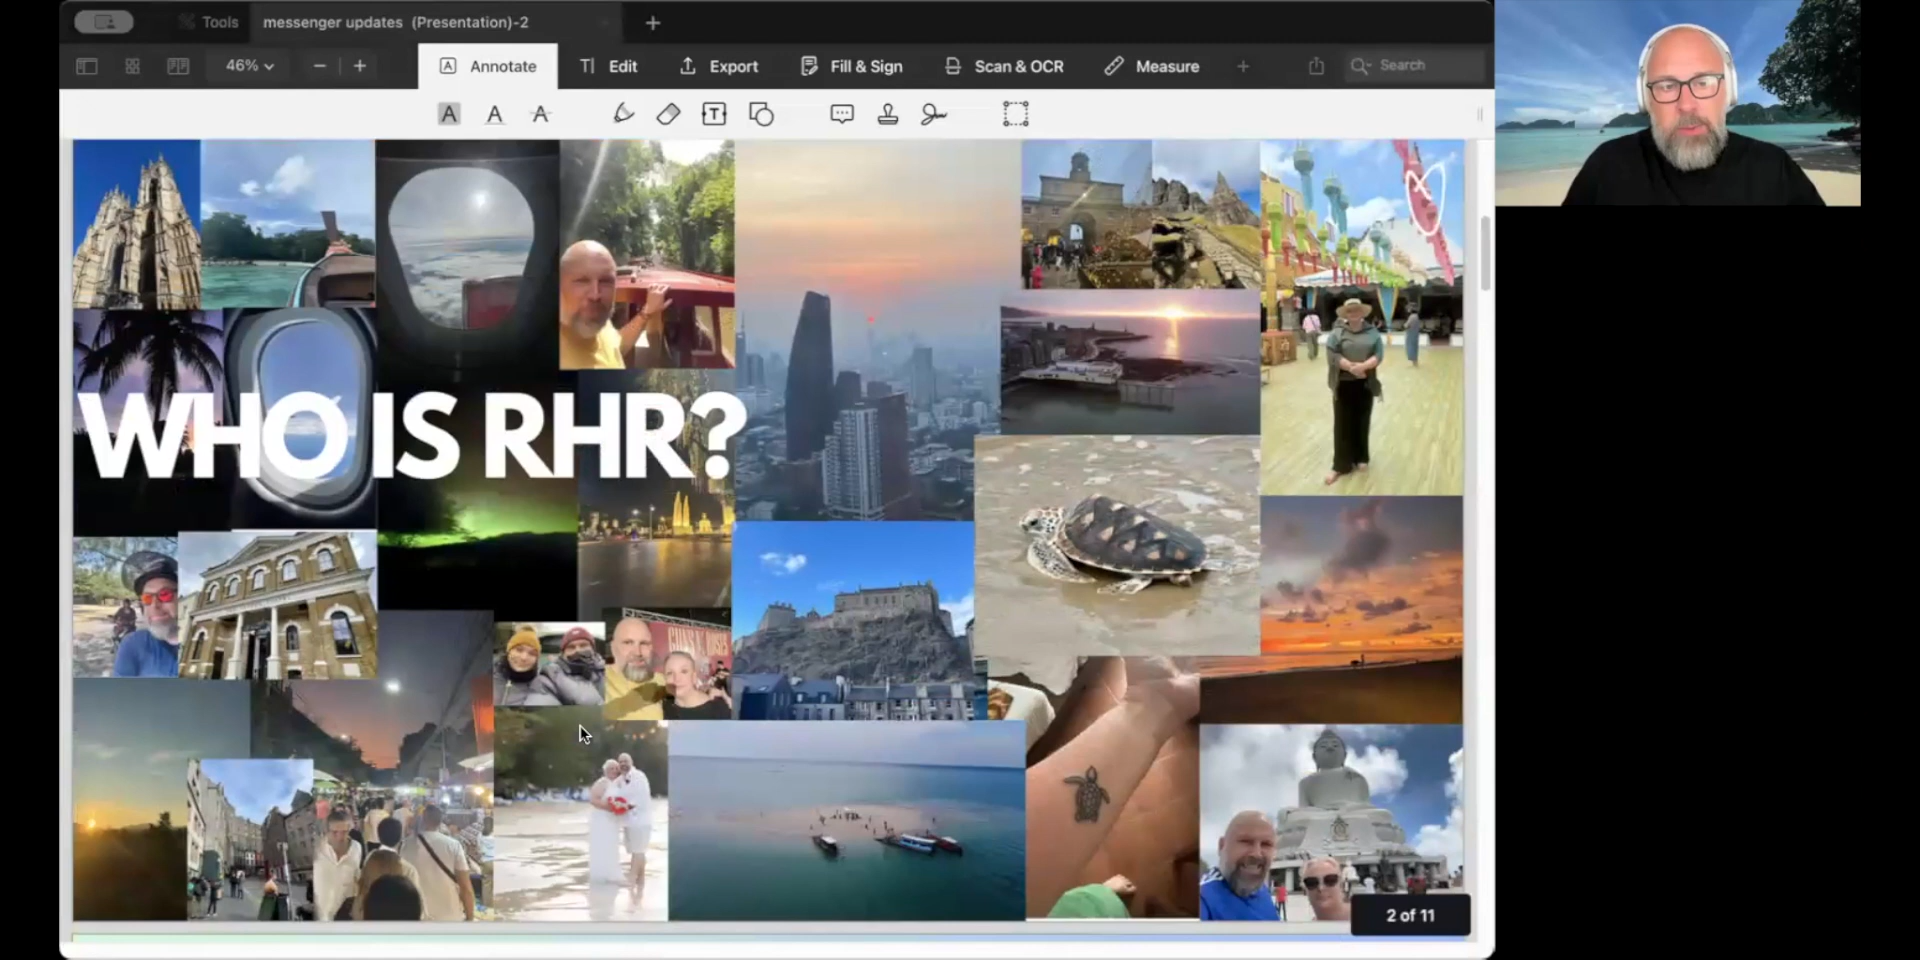 Tools
messenger updates (Presentation)-2
46%
Annotate
Edit
Export
Fill & Sign
Scan & OCR
Measure
Search
WHO IS RHR?
2 of 11